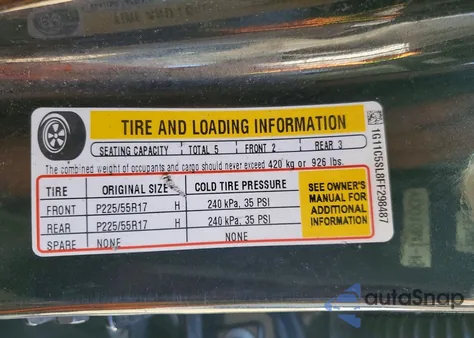 TIRE AND LOADING INFORMATION
SEATING CAPACITY TOTAL 5 FRONT 2 REAR 3
The combined weight of occupants and cargo should never exceed 420 kg or 926 lbs.
TIRE ORIGINAL SIZE COLD TIRE PRESSURE
FRONT P225/55R17 H 240 kPa, 35 PSI
REAR P225/55R17 H 240 kPa, 35 PSI
SPARE NONE NONE
SEE OWNER'S
MANUAL FOR
ADDITIONAL
INFORMATION
1G11C5SL8FF298487
autoSnap